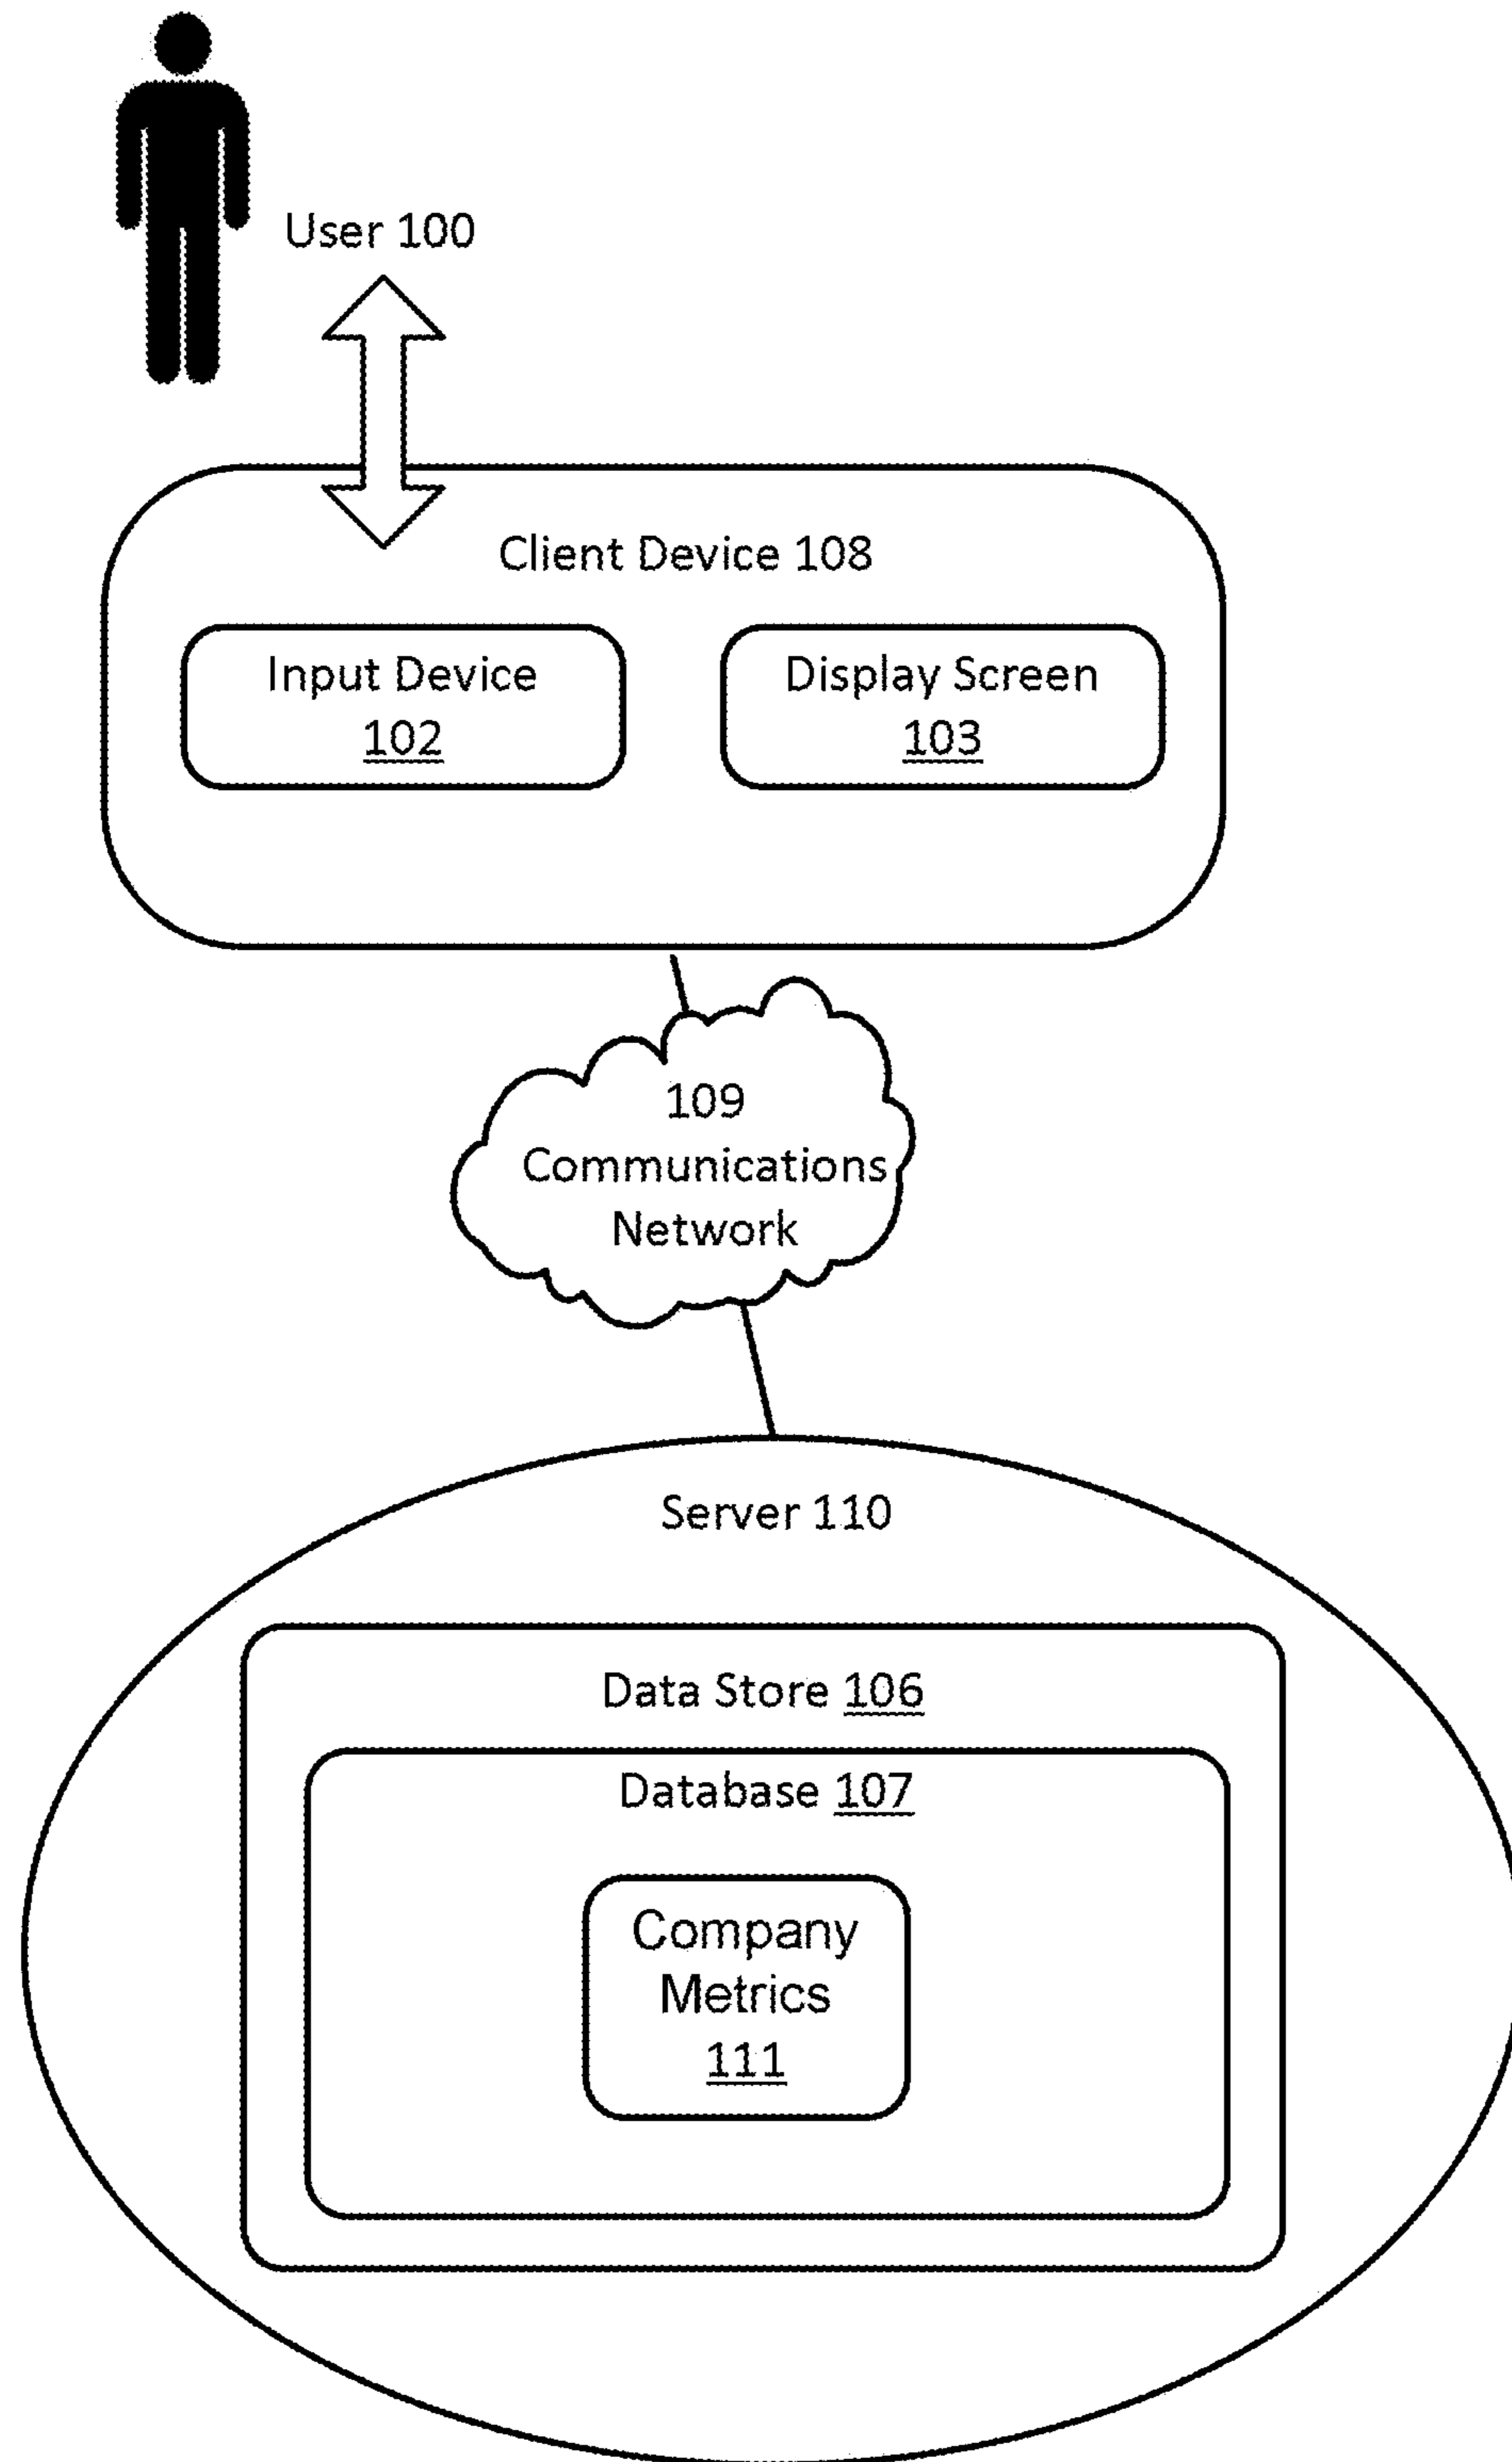 User 100
Client Device 108
Input Device
102
Display Screen
103
109
Communications
Network
Server 110
Data Store 106
Database 107
Company
Metrics
111